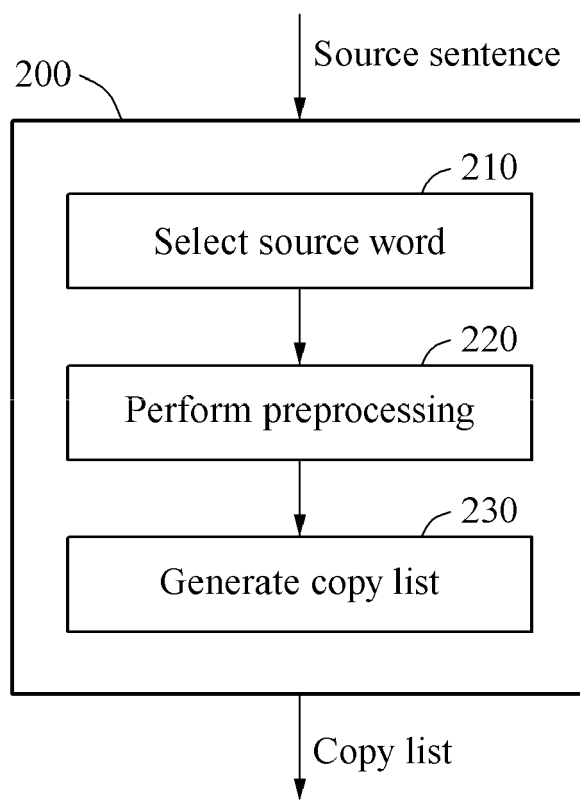 Source sentence
200
210
Select source word
220
Perform preprocessing
230
Generate copy list
Copy list